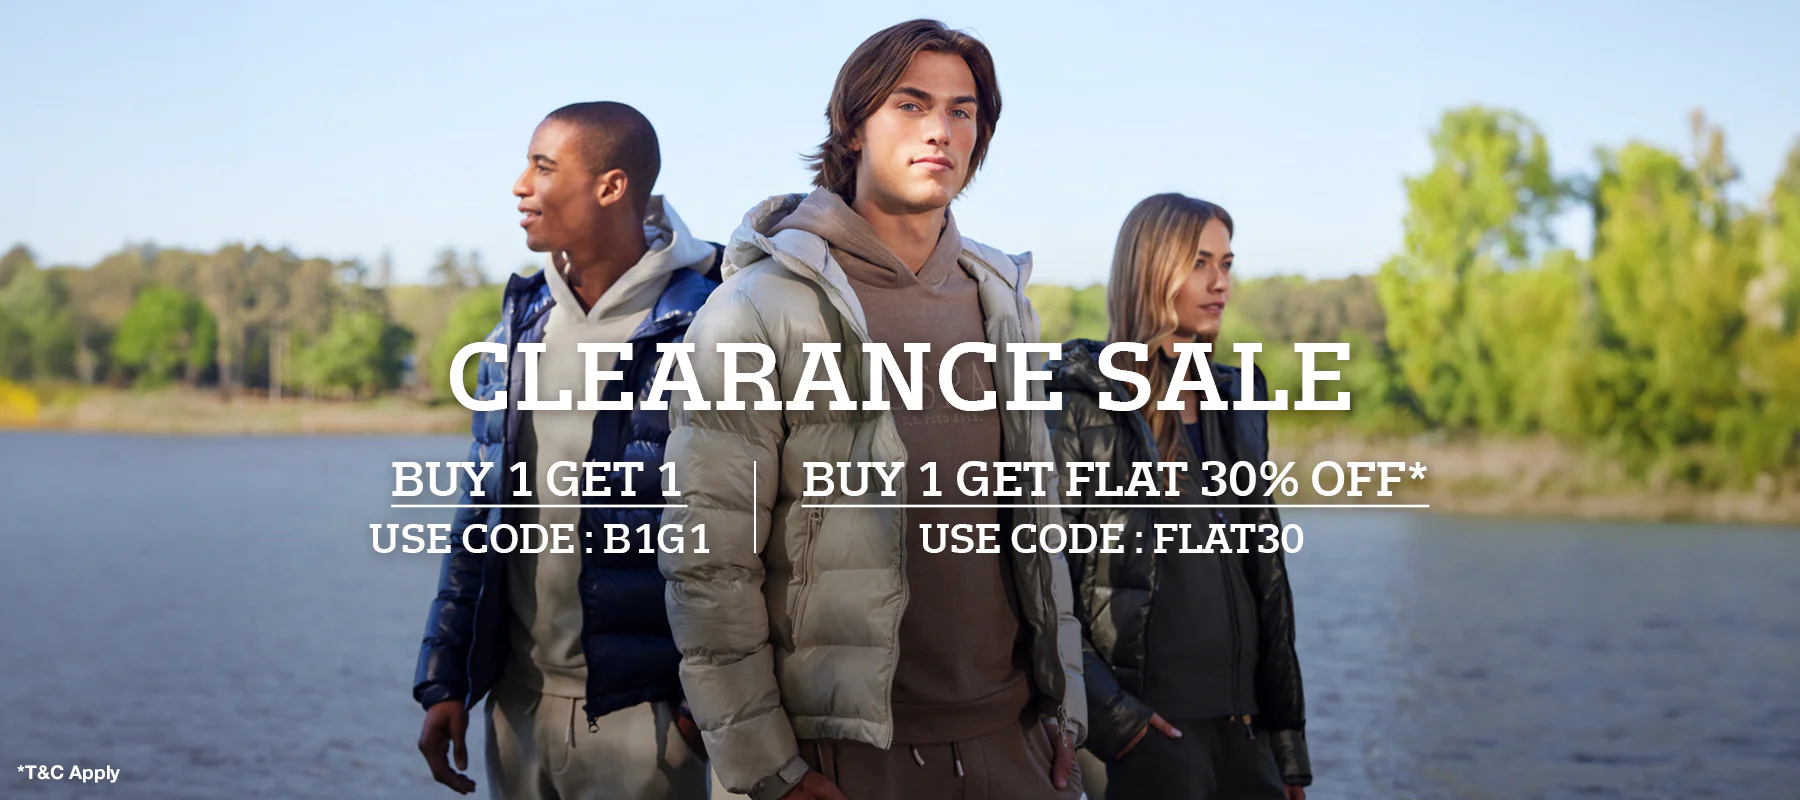 CLEARANCE SALE
BUY 1 GET 1
USE CODE : B1G1
BUY 1 GET FLAT 30% OFF*
USE CODE : FLAT30
*T&C Apply